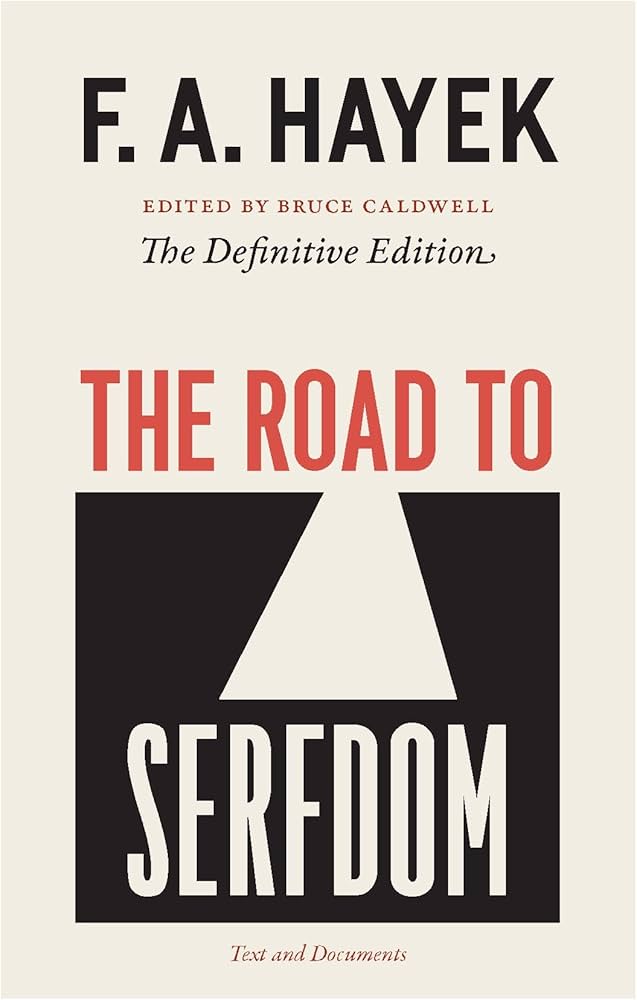 F. A. HAYEK
EDITED BY BRUCE CALDWELL
The Definitive Edition
THE ROAD TO
SERFDOM
Text and Documents